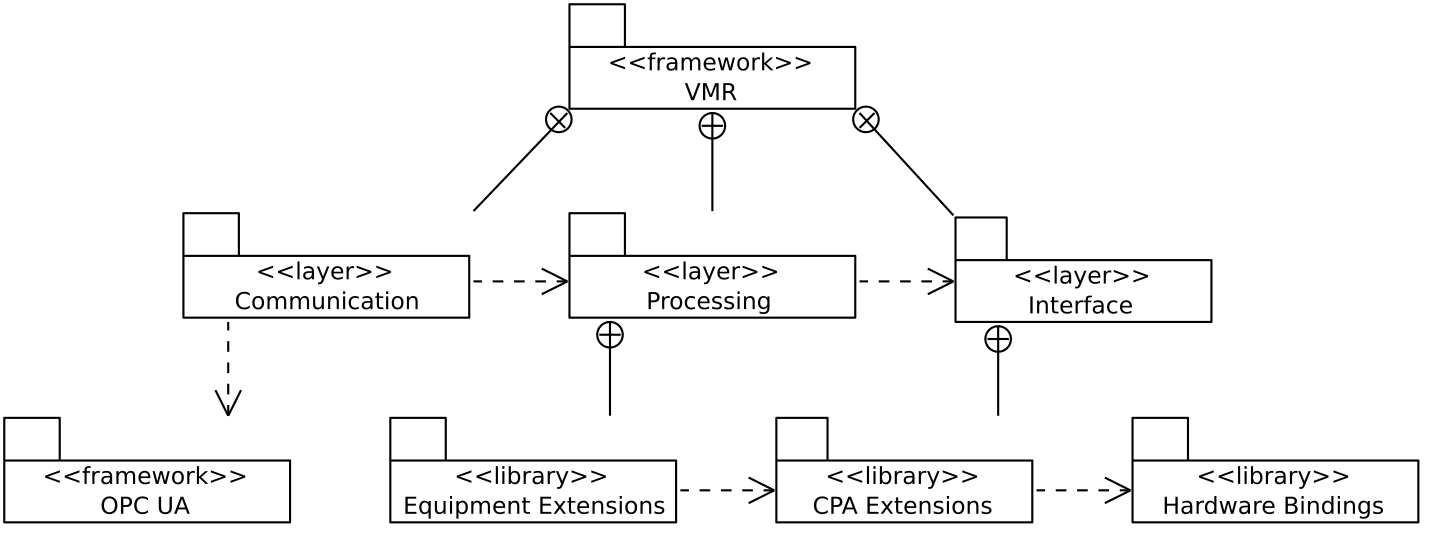 <<framework>>
VMR
<<layer>>
Communication
<<layer>>
Processing
<<layer>>
Interface
<<framework>>
OPC UA
<<library>>
Equipment Extensions
<<library>>
CPA Extensions
<<library>>
Hardware Bindings